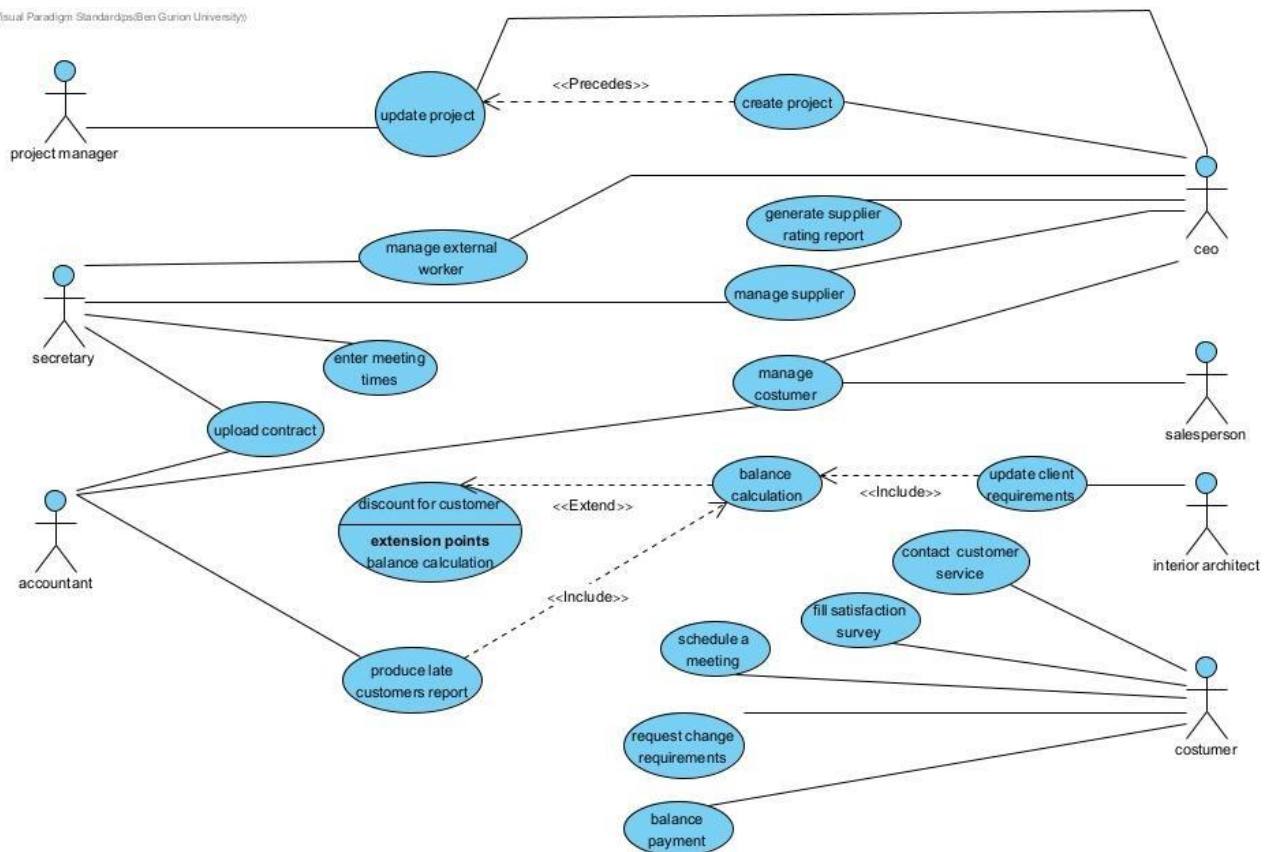 Visual Paradigm Standard(ps(Ben Gurion University))
<<Precedes>>
create project
update project
project manager
generate supplier
rating report
ceo
manage external
worker
manage supplier
secretary
enter meeting
times
manage
costumer
salesperson
upload contract
balance
calculation
update client
requirements
<<Include>>
discount for customer
<<Extend>>
extension points
balance calculation
accountant
interior architect
contact customer
service
<<Include>>
fill satisfaction
survey
schedule a
meeting
produce late
customers report
request change
requirements
costumer
balance
payment